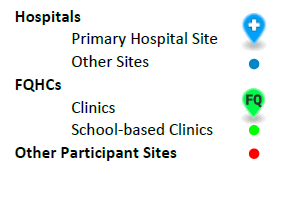 Hospitals
Primary Hospital Site
Other Sites
FQHCs
Clinics FQ
School-based Clinics
Other Participant Sites